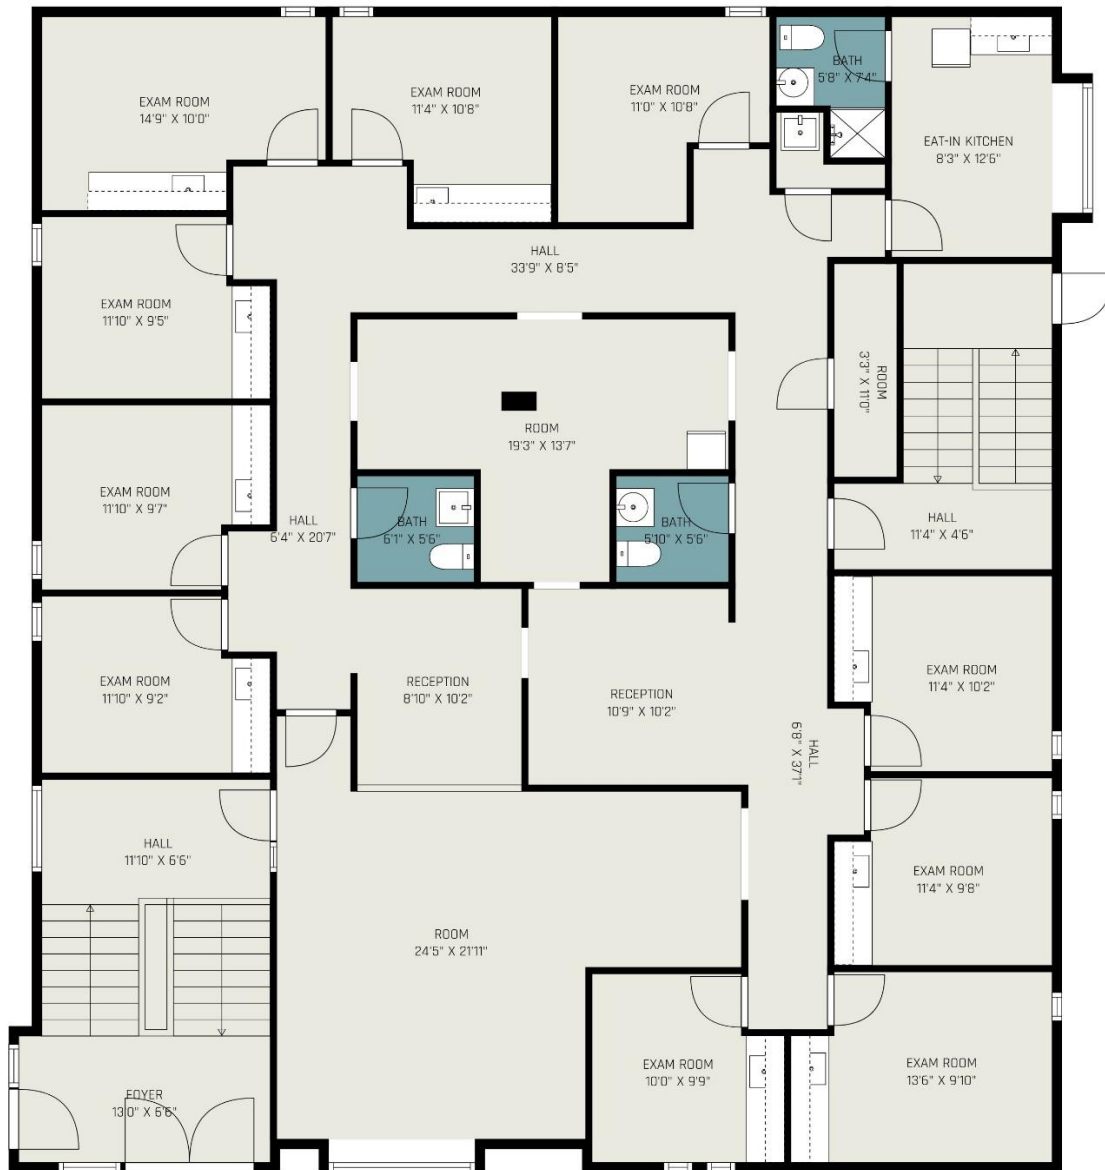 EXAM ROOM
14'9" X 10'0"
EXAM ROOM
11'4" X 10'8"
EXAM ROOM
11'0" X 10'8"
BATH
5'8" X 7'4"
EAT-IN KITCHEN
8'3" X 12'6"
HALL
33'9" X 8'5"
EXAM ROOM
11'10" X 9'5"
ROOM
3'3" X 11'0"
ROOM
19'3" X 13'7"
EXAM ROOM
11'10" X 9'7"
HALL
6'4" X 20'7"
BATH
6'1" X 5'6"
BATH
5'10" X 5'6"
HALL
11'4" X 4'6"
EXAM ROOM
11'10" X 9'2"
RECEPTION
8'10" X 10'2"
RECEPTION
10'9" X 10'2"
EXAM ROOM
11'4" X 10'2"
HALL
6'8" X 37'1"
HALL
11'10" X 6'6"
EXAM ROOM
11'4" X 9'8"
ROOM
24'5" X 21'11"
EXAM ROOM
10'0" X 9'9"
EXAM ROOM
13'6" X 9'10"
FOYER
13'0" X 6'6"